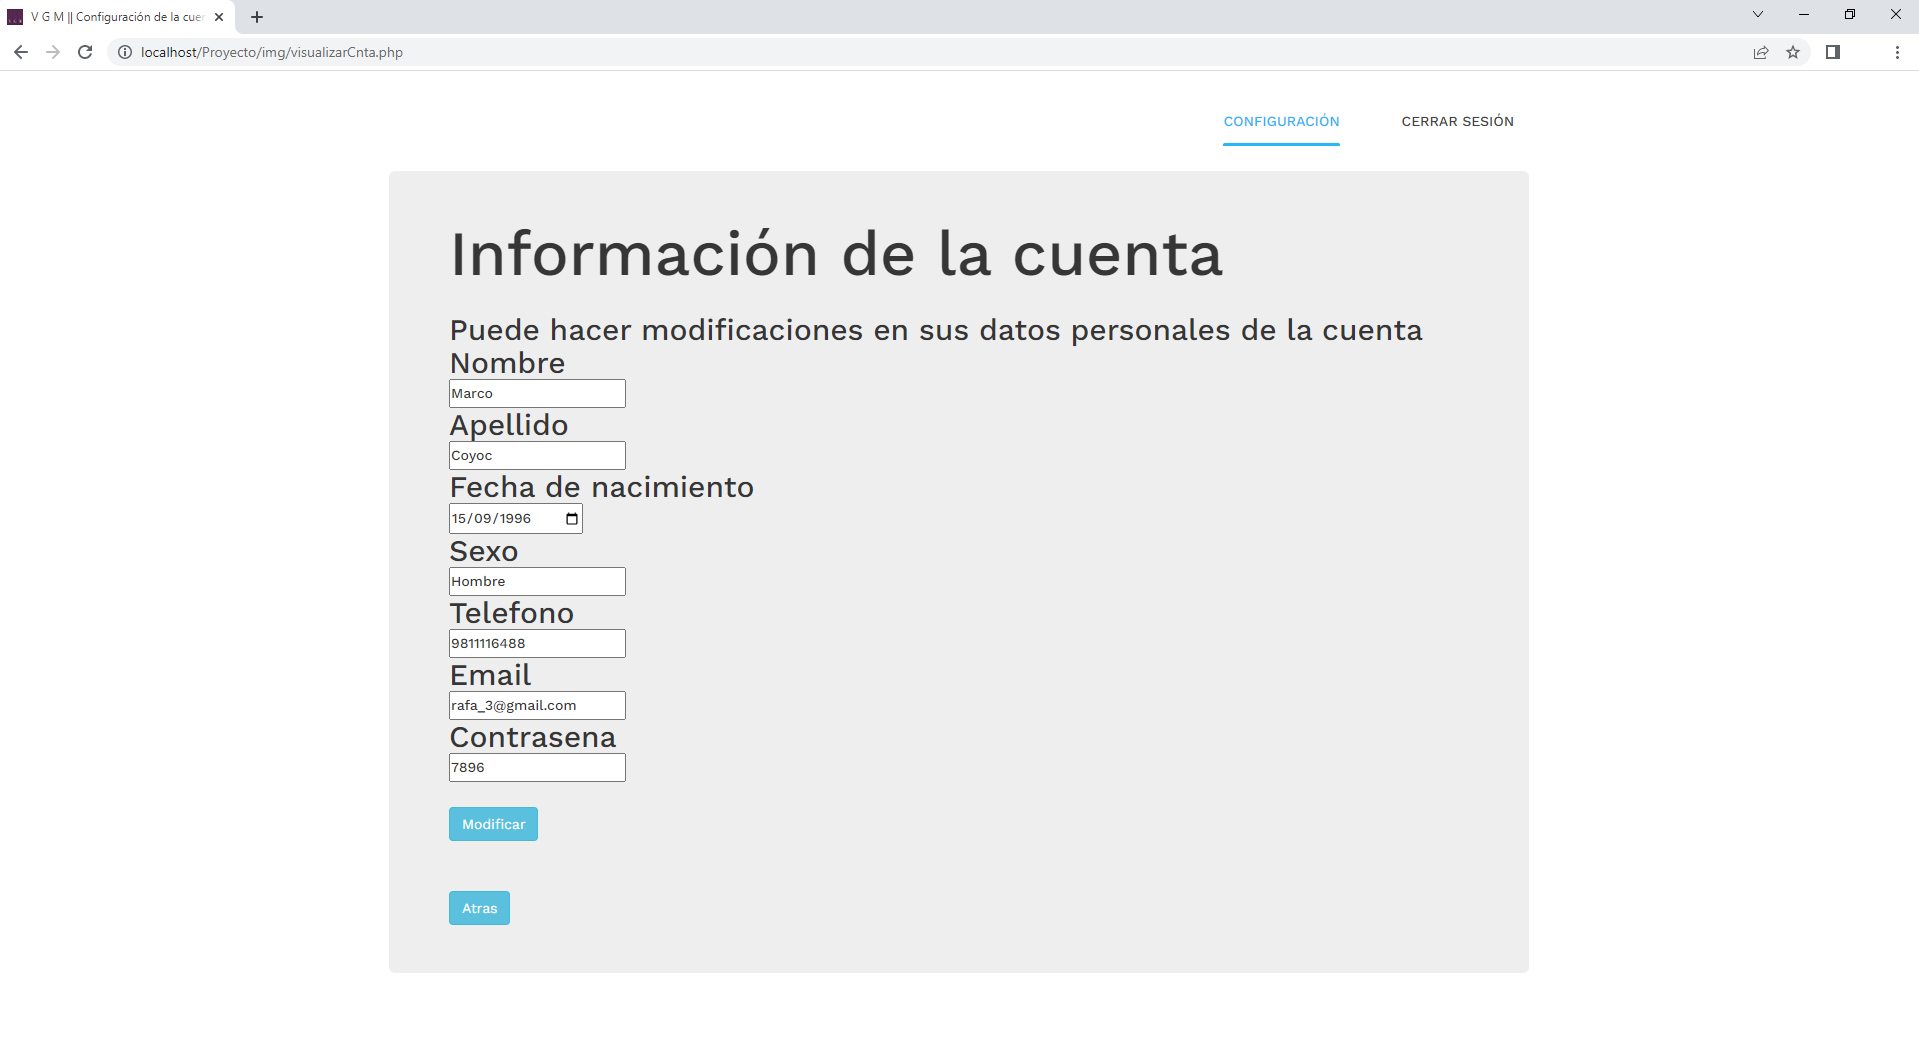 V G M || Configuración de la cuen
localhost/Proyecto/img/visualizarCnta.php
CONFIGURACIÓN
CERRAR SESIÓN
Información de la cuenta
Puede hacer modificaciones en sus datos personales de la cuenta
Nombre
Marco
Apellido
Coyoc
Fecha de nacimiento
15/09/1996
Sexo
Hombre
Telefono
9811116488
Email
rafa_3@gmail.com
Contrasena
7896
Modificar
Atras